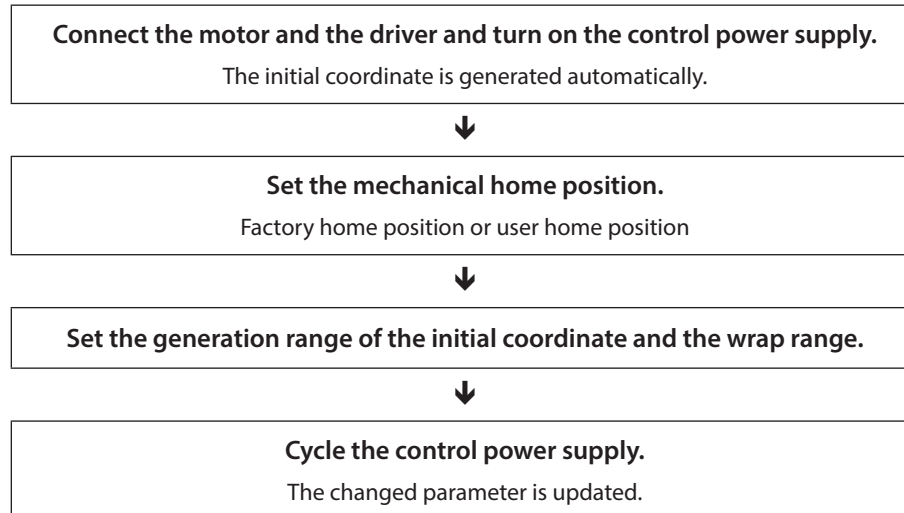 Connect the motor and the driver and turn on the control power supply.
The initial coordinate is generated automatically.
Set the mechanical home position.
Factory home position or user home position
Set the generation range of the initial coordinate and the wrap range.
Cycle the control power supply.
The changed parameter is updated.